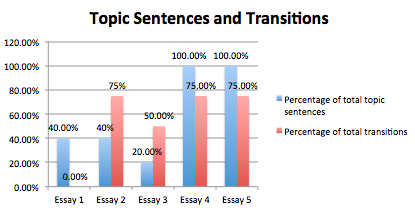 Topic Sentences and Transitions
120.00%
100.00%
80.00%
60.00%
40.00%
20.00%
0.00%
40.00%
0.00%
40%
75%
20.00%
50.00%
100.00%
75.00%
100.00%
75.00%
Essay 1
Essay 2
Essay 3
Essay 4
Essay 5
Percentage of total topic
sentences
Percentage of total transitions